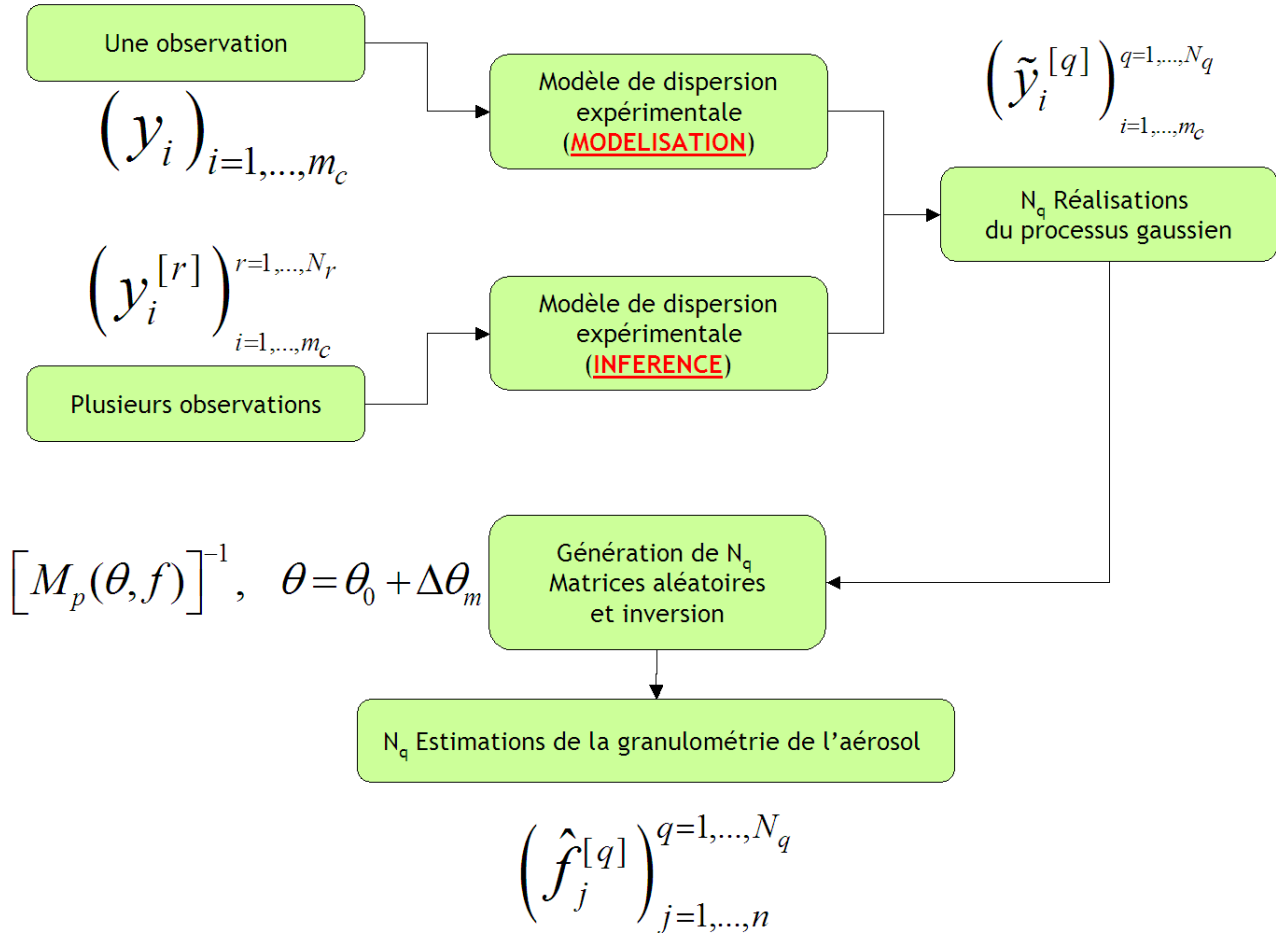 Une observation
(y_i)_{i=1,...,m_c}
Modèle de dispersion
expérimentale
(MODELISATION)
(ỹ_i^{[q]})_{i=1,...,m_c}^{q=1,...,N_q}
N_q Réalisations
du processus gaussien
(y_i^{[r]})_{i=1,...,m_c}^{r=1,...,N_r}
Modèle de dispersion
expérimentale
(INFERENCE)
Plusieurs observations
[M_p(θ,f)]^{-1}, θ=θ_0+Δθ_m
Génération de N_q
Matrices aléatoires
et inversion
N_q Estimations de la granulométrie de l’aérosol
(f̂_j^{[q]})_{j=1,...,n}^{q=1,...,N_q}